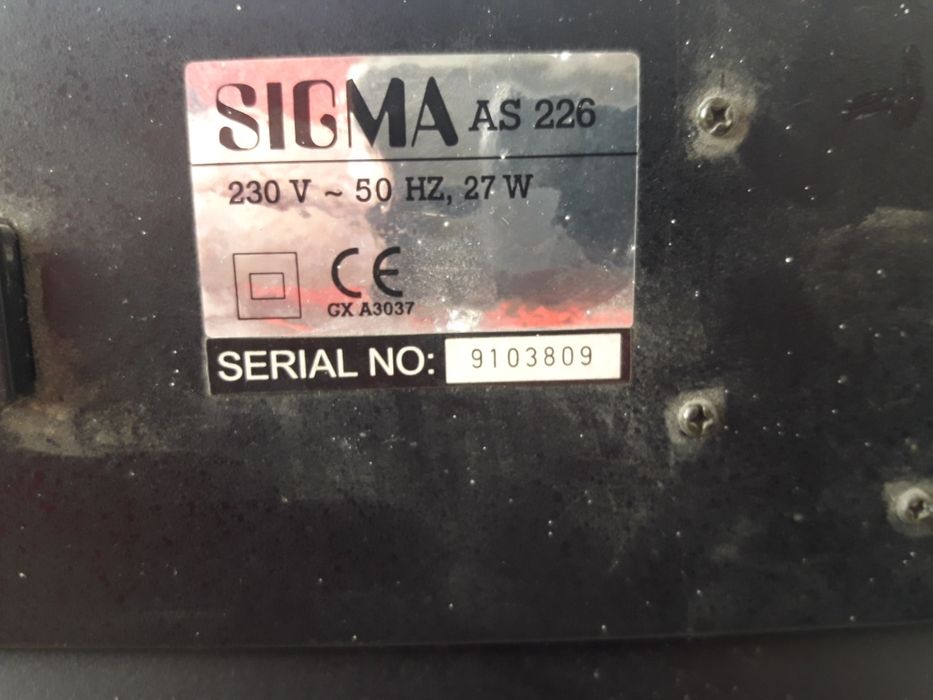 SIGMA AS 226
230 V ~ 50 HZ, 27 W
CE
GX A3037
SERIAL NO: 9103809